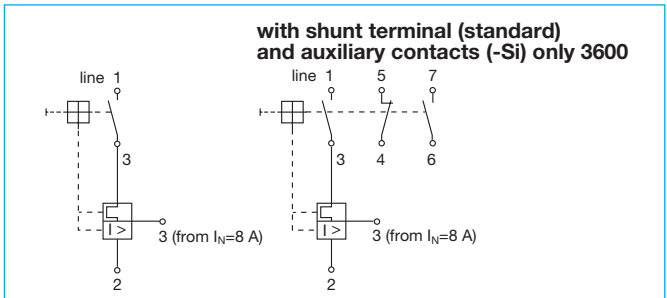 with shunt terminal (standard)
and auxiliary contacts (-Si) only 3600
line 1
line 1 5 7
3
3 4 6
I >
3 (from IN=8 A)
I >
3 (from IN=8 A)
2
2